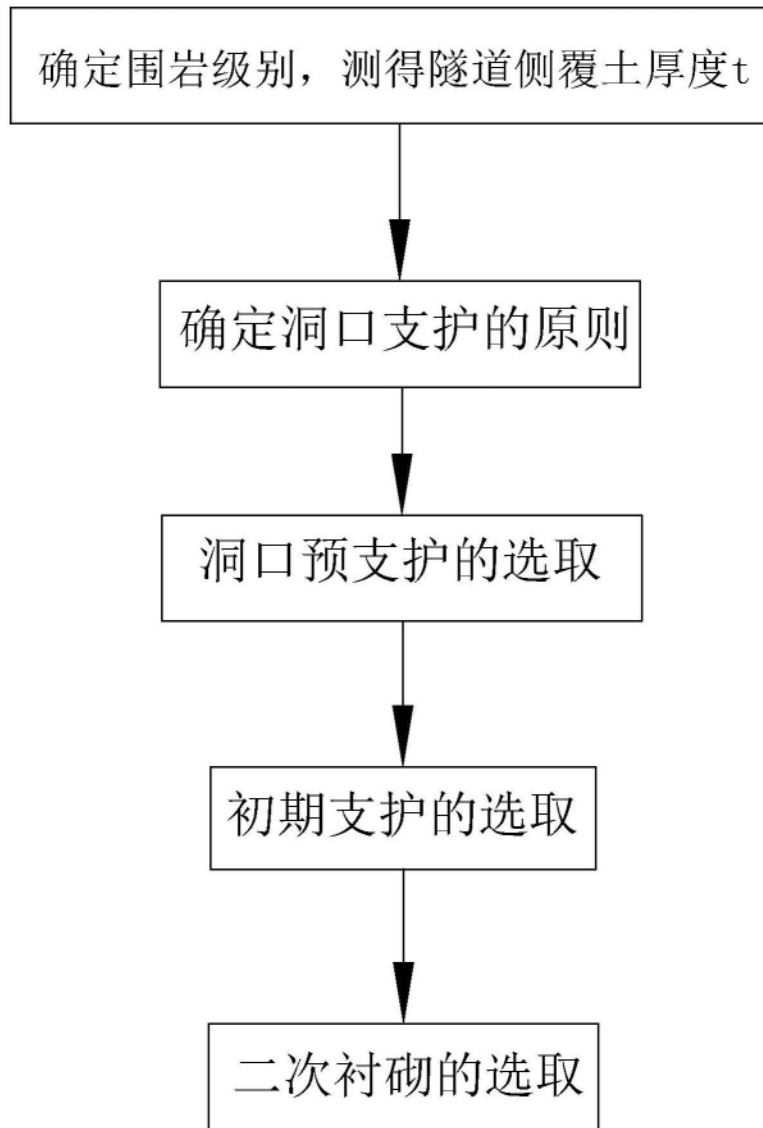 确定围岩级别，测得隧道侧覆土厚度t
确定洞口支护的原则
洞口预支护的选取
初期支护的选取
二次衬砌的选取